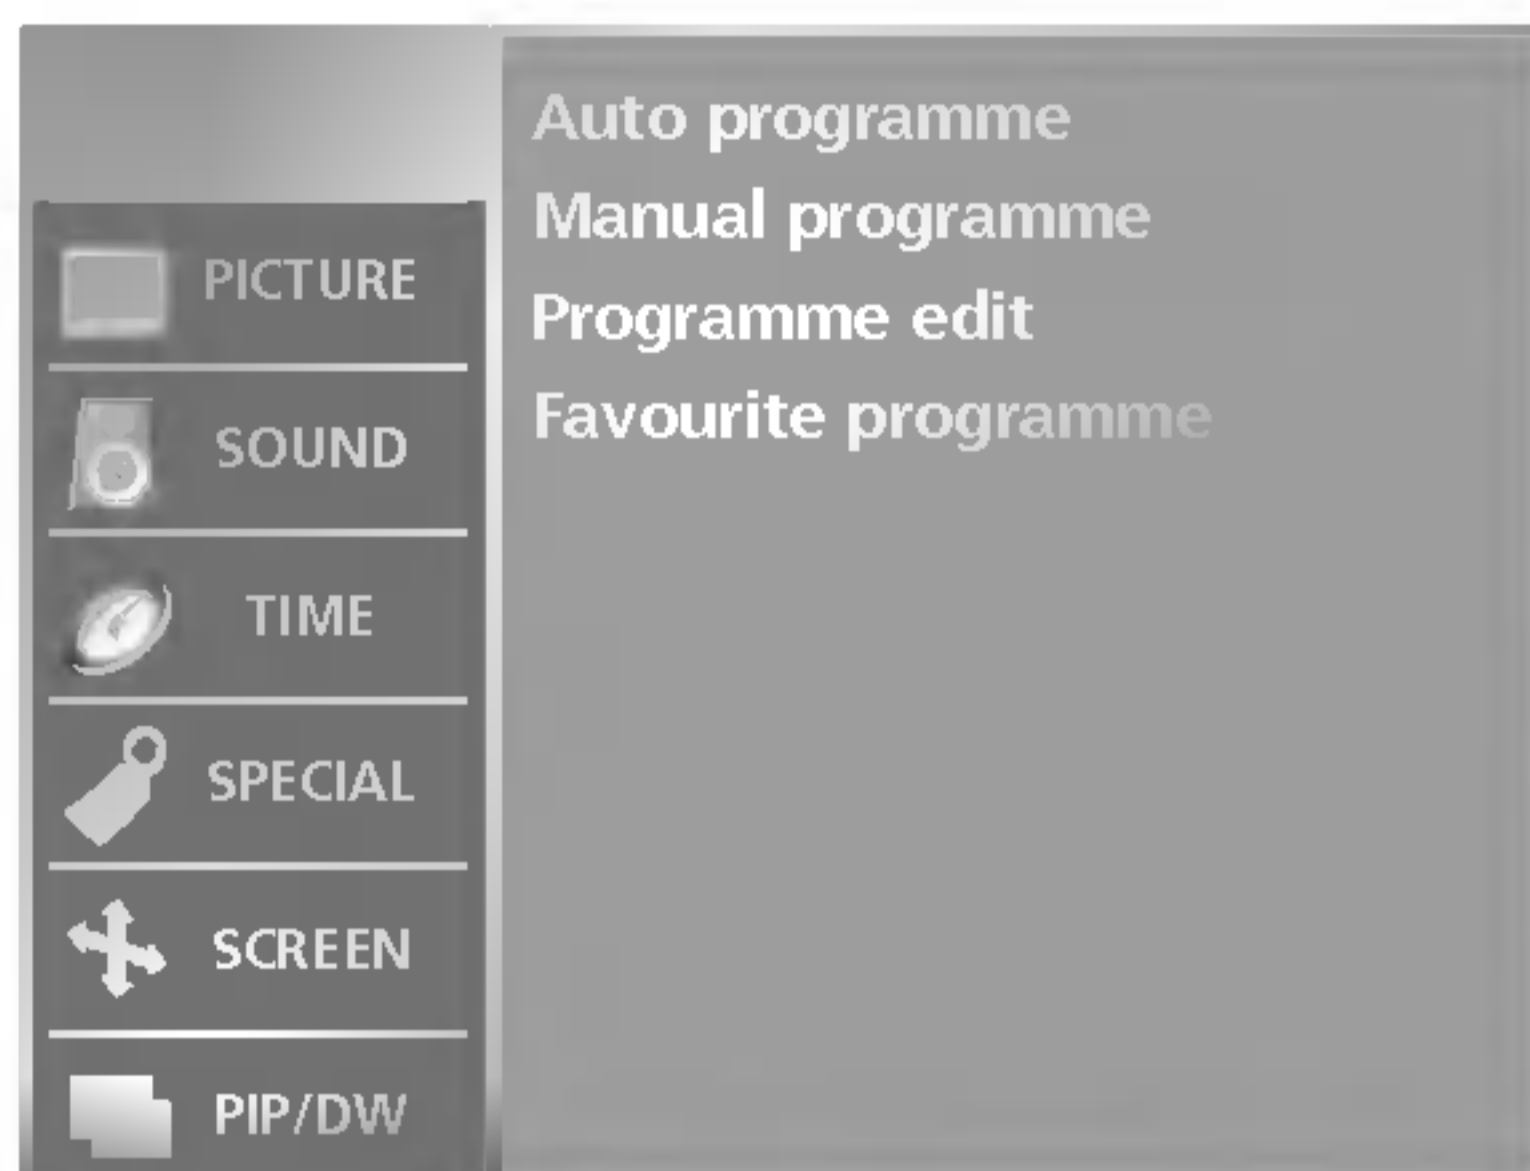 Auto programme
Manual programme
Programme edit
Favourite programme
PICTURE
SOUND
TIME
SPECIAL
SCREEN
PIP/DW